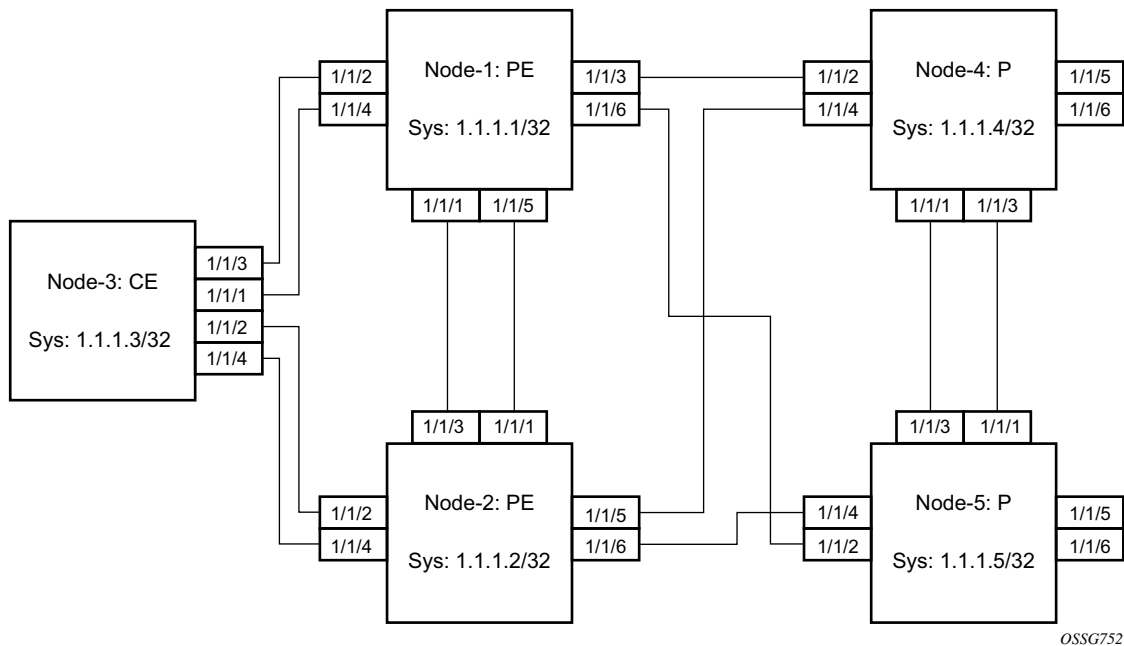 1/1/2
Node-1: PE
1/1/3
1/1/4
Sys: 1.1.1.1/32
1/1/6
1/1/1
1/1/5
1/1/2
Node-4: P
1/1/5
1/1/4
Sys: 1.1.1.4/32
1/1/6
1/1/1
1/1/3
Node-3: CE
1/1/3
1/1/1
Sys: 1.1.1.3/32
1/1/2
1/1/4
1/1/3
1/1/1
1/1/2
Node-2: PE
1/1/5
1/1/4
Sys: 1.1.1.2/32
1/1/6
1/1/3
1/1/1
1/1/4
Node-5: P
1/1/5
1/1/2
Sys: 1.1.1.5/32
1/1/6
OSSG752